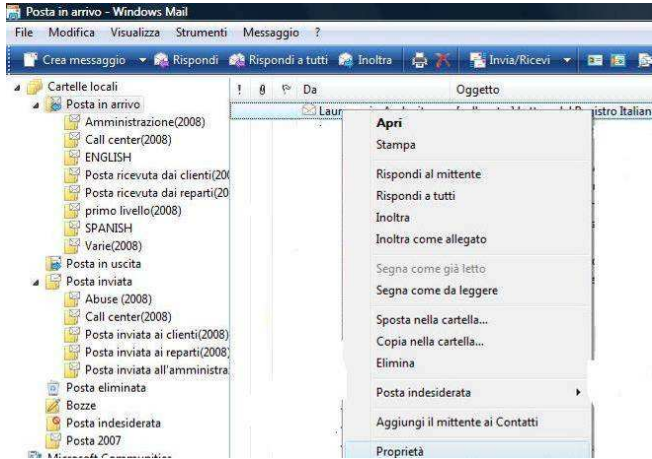 Posta in arrivo - Windows Mail
File Modifica Visualizza Strumenti Messaggio ?
Crea messaggio Rispondi Rispondi a tutti Inoltra Invia/Ricevi
Cartelle locali
Posta in arrivo
Amministrazione(2008)
Call center(2008)
ENGLISH
Posta ricevuta dai clienti(20
Posta ricevuta dai reparti(20
primo livello(2008)
SPANISH
Varie(2008)
Posta in uscita
Posta inviata
Abuse (2008)
Call center(2008)
Posta inviata ai clienti(2008)
Posta inviata ai reparti(2008)
Posta inviata all'amministra
Posta eliminata
Bozze
Posta indesiderata
Posta 2007
Microsoft Communities
! Da Oggetto
Laur istro Italian
Apri
Stampa
Rispondi al mittente
Rispondi a tutti
Inoltra
Inoltra come allegato
Segna come già letto
Segna come da leggere
Sposta nella cartella...
Copia nella cartella...
Elimina
Posta indesiderata
Aggiungi il mittente ai Contatti
Proprietà